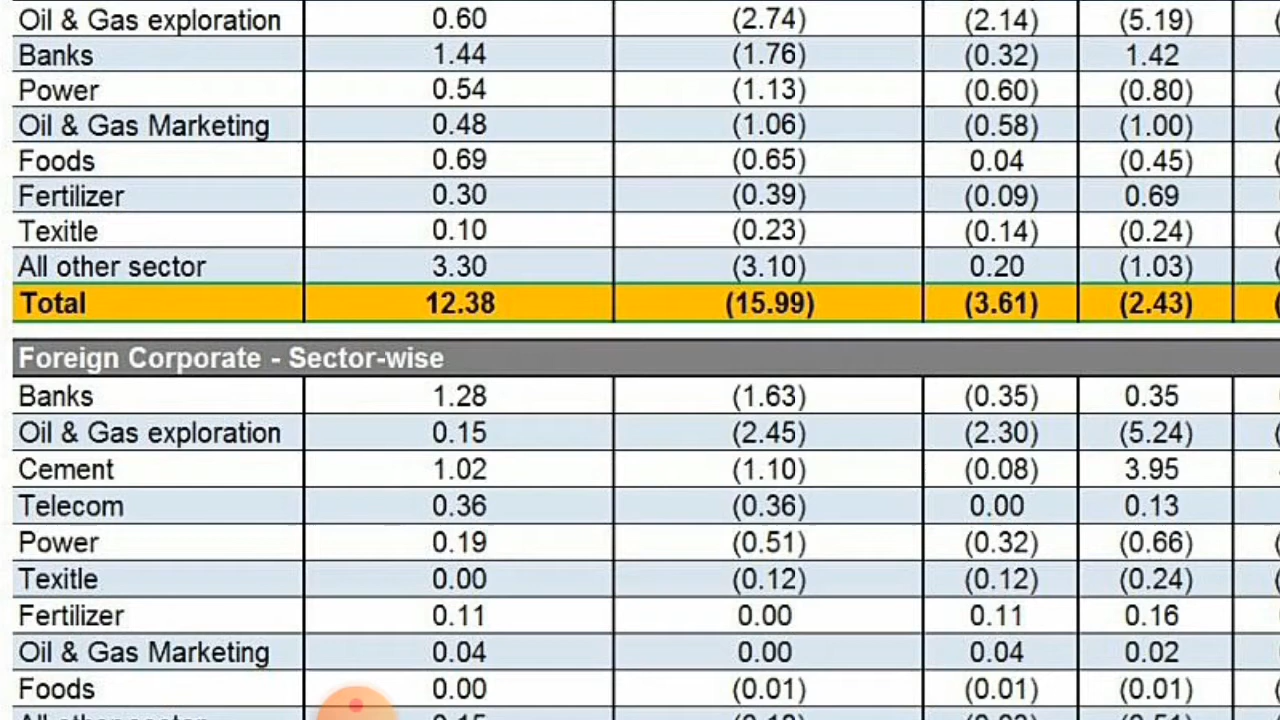 Oil & Gas exploration 0.60 (2.74) (2.14) (5.19)
Banks 1.44 (1.76) (0.32) 1.42
Power 0.54 (1.13) (0.60) (0.80)
Oil & Gas Marketing 0.48 (1.06) (0.58) (1.00)
Foods 0.69 (0.65) 0.04 (0.45)
Fertilizer 0.30 (0.39) (0.09) 0.69
Texitle 0.10 (0.23) (0.14) (0.24)
All other sector 3.30 (3.10) 0.20 (1.03)
Total 12.38 (15.99) (3.61) (2.43)
Foreign Corporate - Sector-wise
Banks 1.28 (1.63) (0.35) 0.35
Oil & Gas exploration 0.15 (2.45) (2.30) (5.24)
Cement 1.02 (1.10) (0.08) 3.95
Telecom 0.36 (0.36) 0.00 0.13
Power 0.19 (0.51) (0.32) (0.66)
Texitle 0.00 (0.12) (0.12) (0.24)
Fertilizer 0.11 0.00 0.11 0.16
Oil & Gas Marketing 0.04 0.00 0.04 0.02
Foods 0.00 (0.01) (0.01) (0.01)